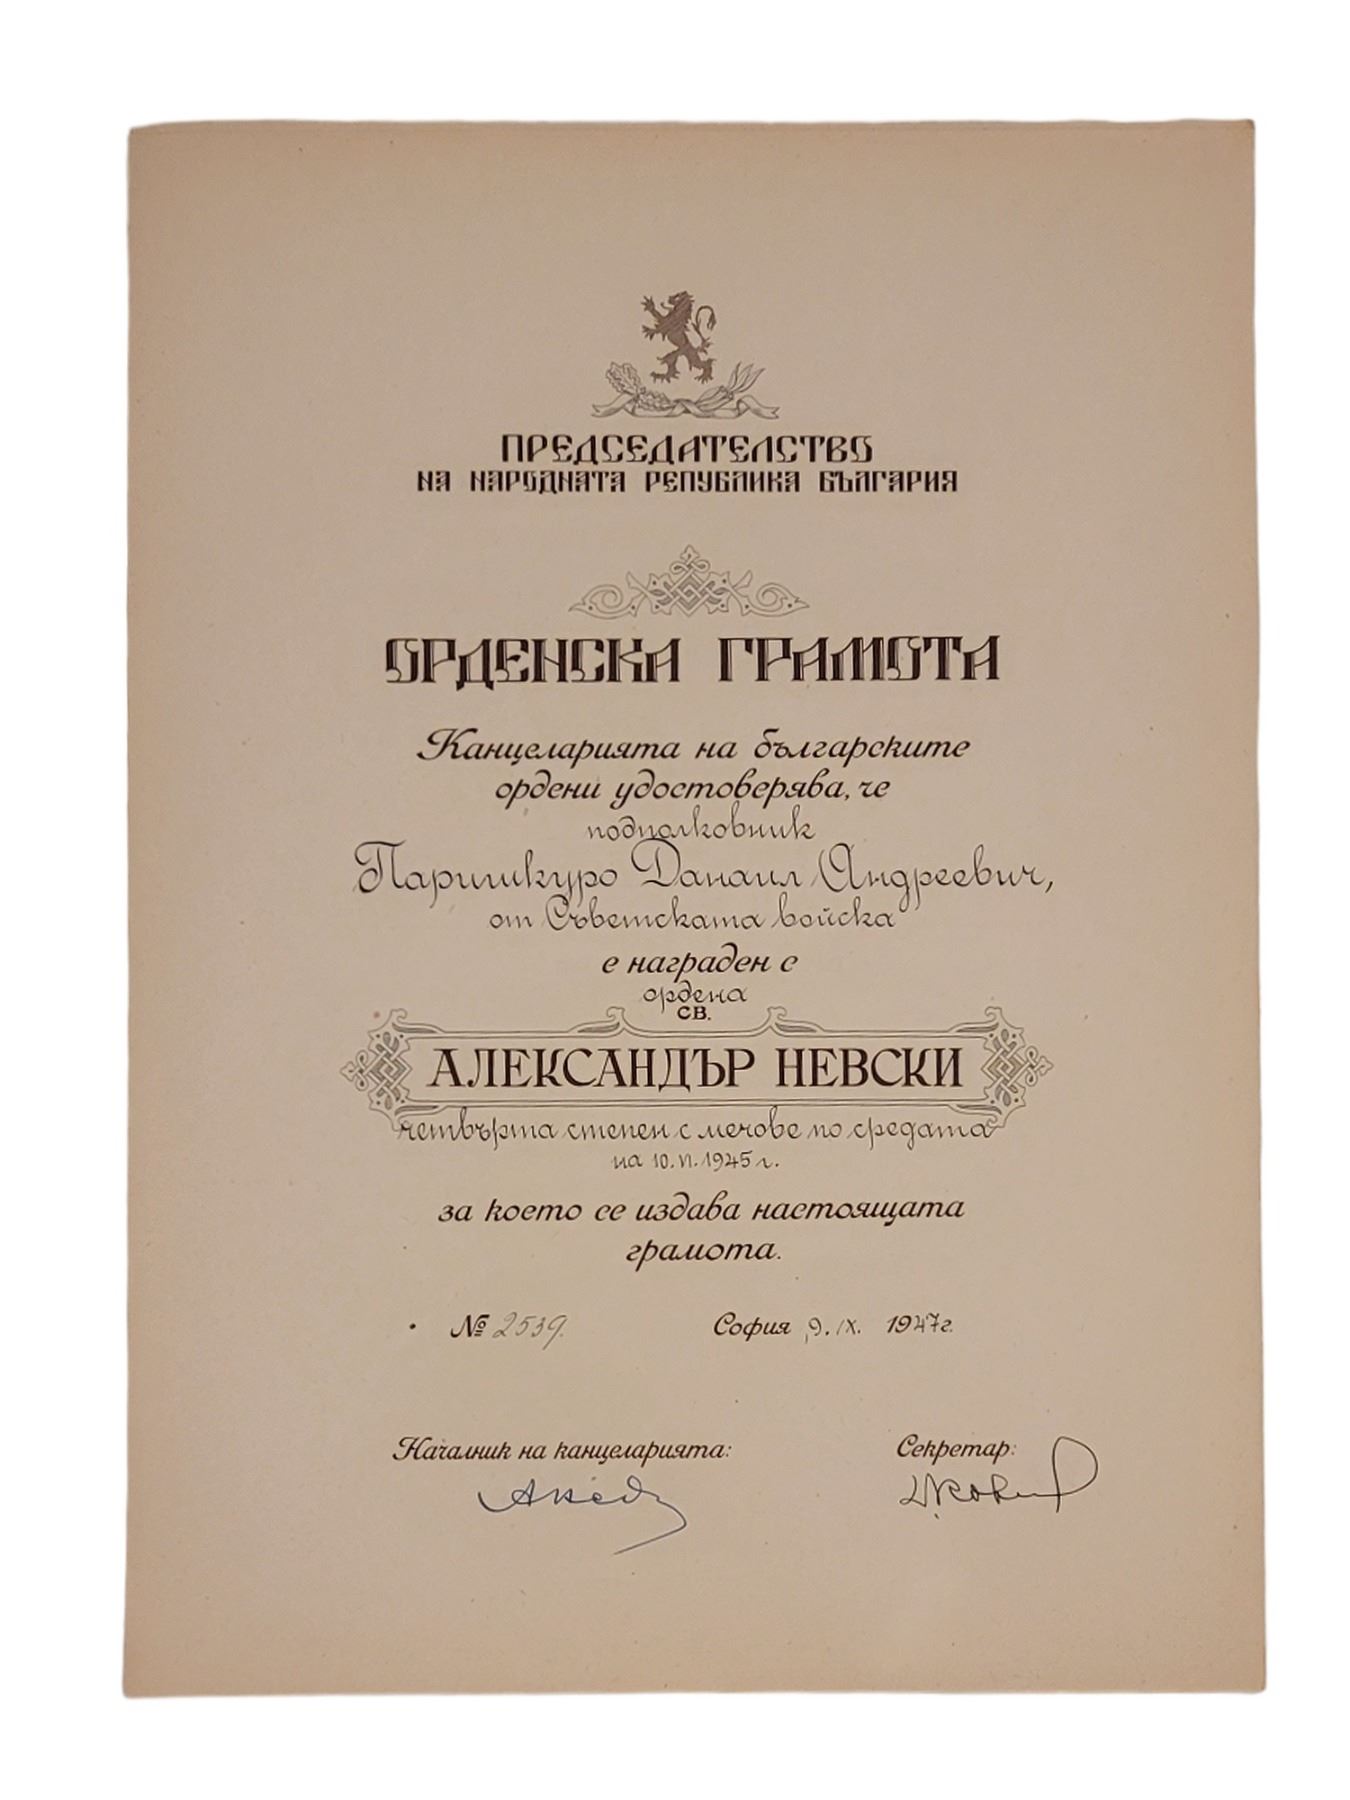 ПРЕДСЕДАТЕЛСТВО
НА НАРОДНАТА РЕПУБЛИКА БЪЛГАРИЯ
ОРДЕНСКА ГРАМОТА
Канцеларията на българските
ордени удостоверява, че
подполковник
Паришкуро Данаил Андреевич,
от Съветската войска
е награден с
ордена
СВ.
АЛЕКСАНДЪР НЕВСКИ
четвърта степен с мечове по средата
на 10.VI.1945 г.
за което се издава настоящата
грамота.
№ 2539. София 9.IX. 1947 г.
Началник на канцеларията: Секретар: